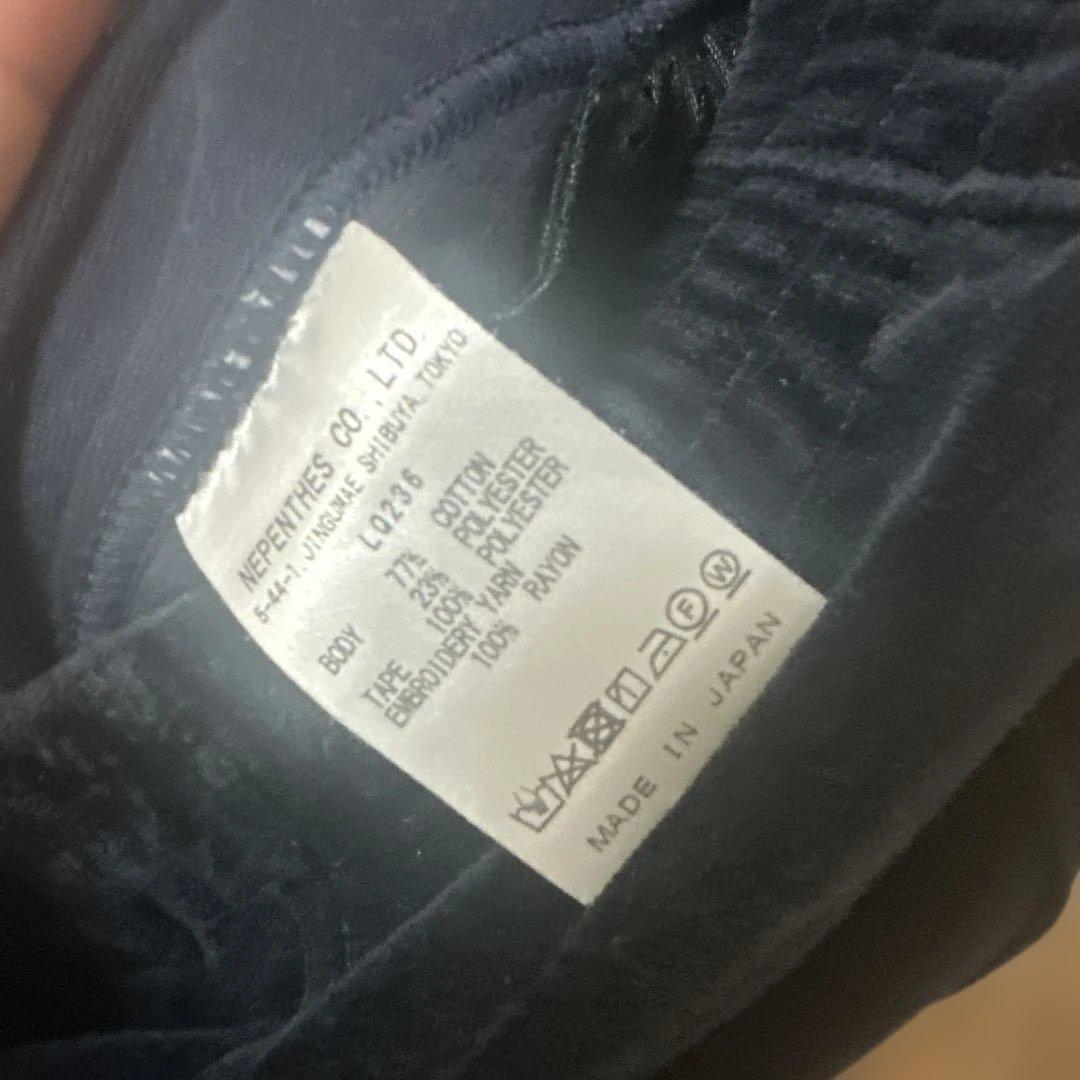 NEPENTHES CO.,LTD.
5-44-1, JINGUMAE SHIBUYA, TOKYO
LQ236
BODY 77% COTTON
23% POLYESTER
TAPE 100% POLYESTER
EMBROIDERY YARN
100% RAYON
F W
MADE IN JAPAN